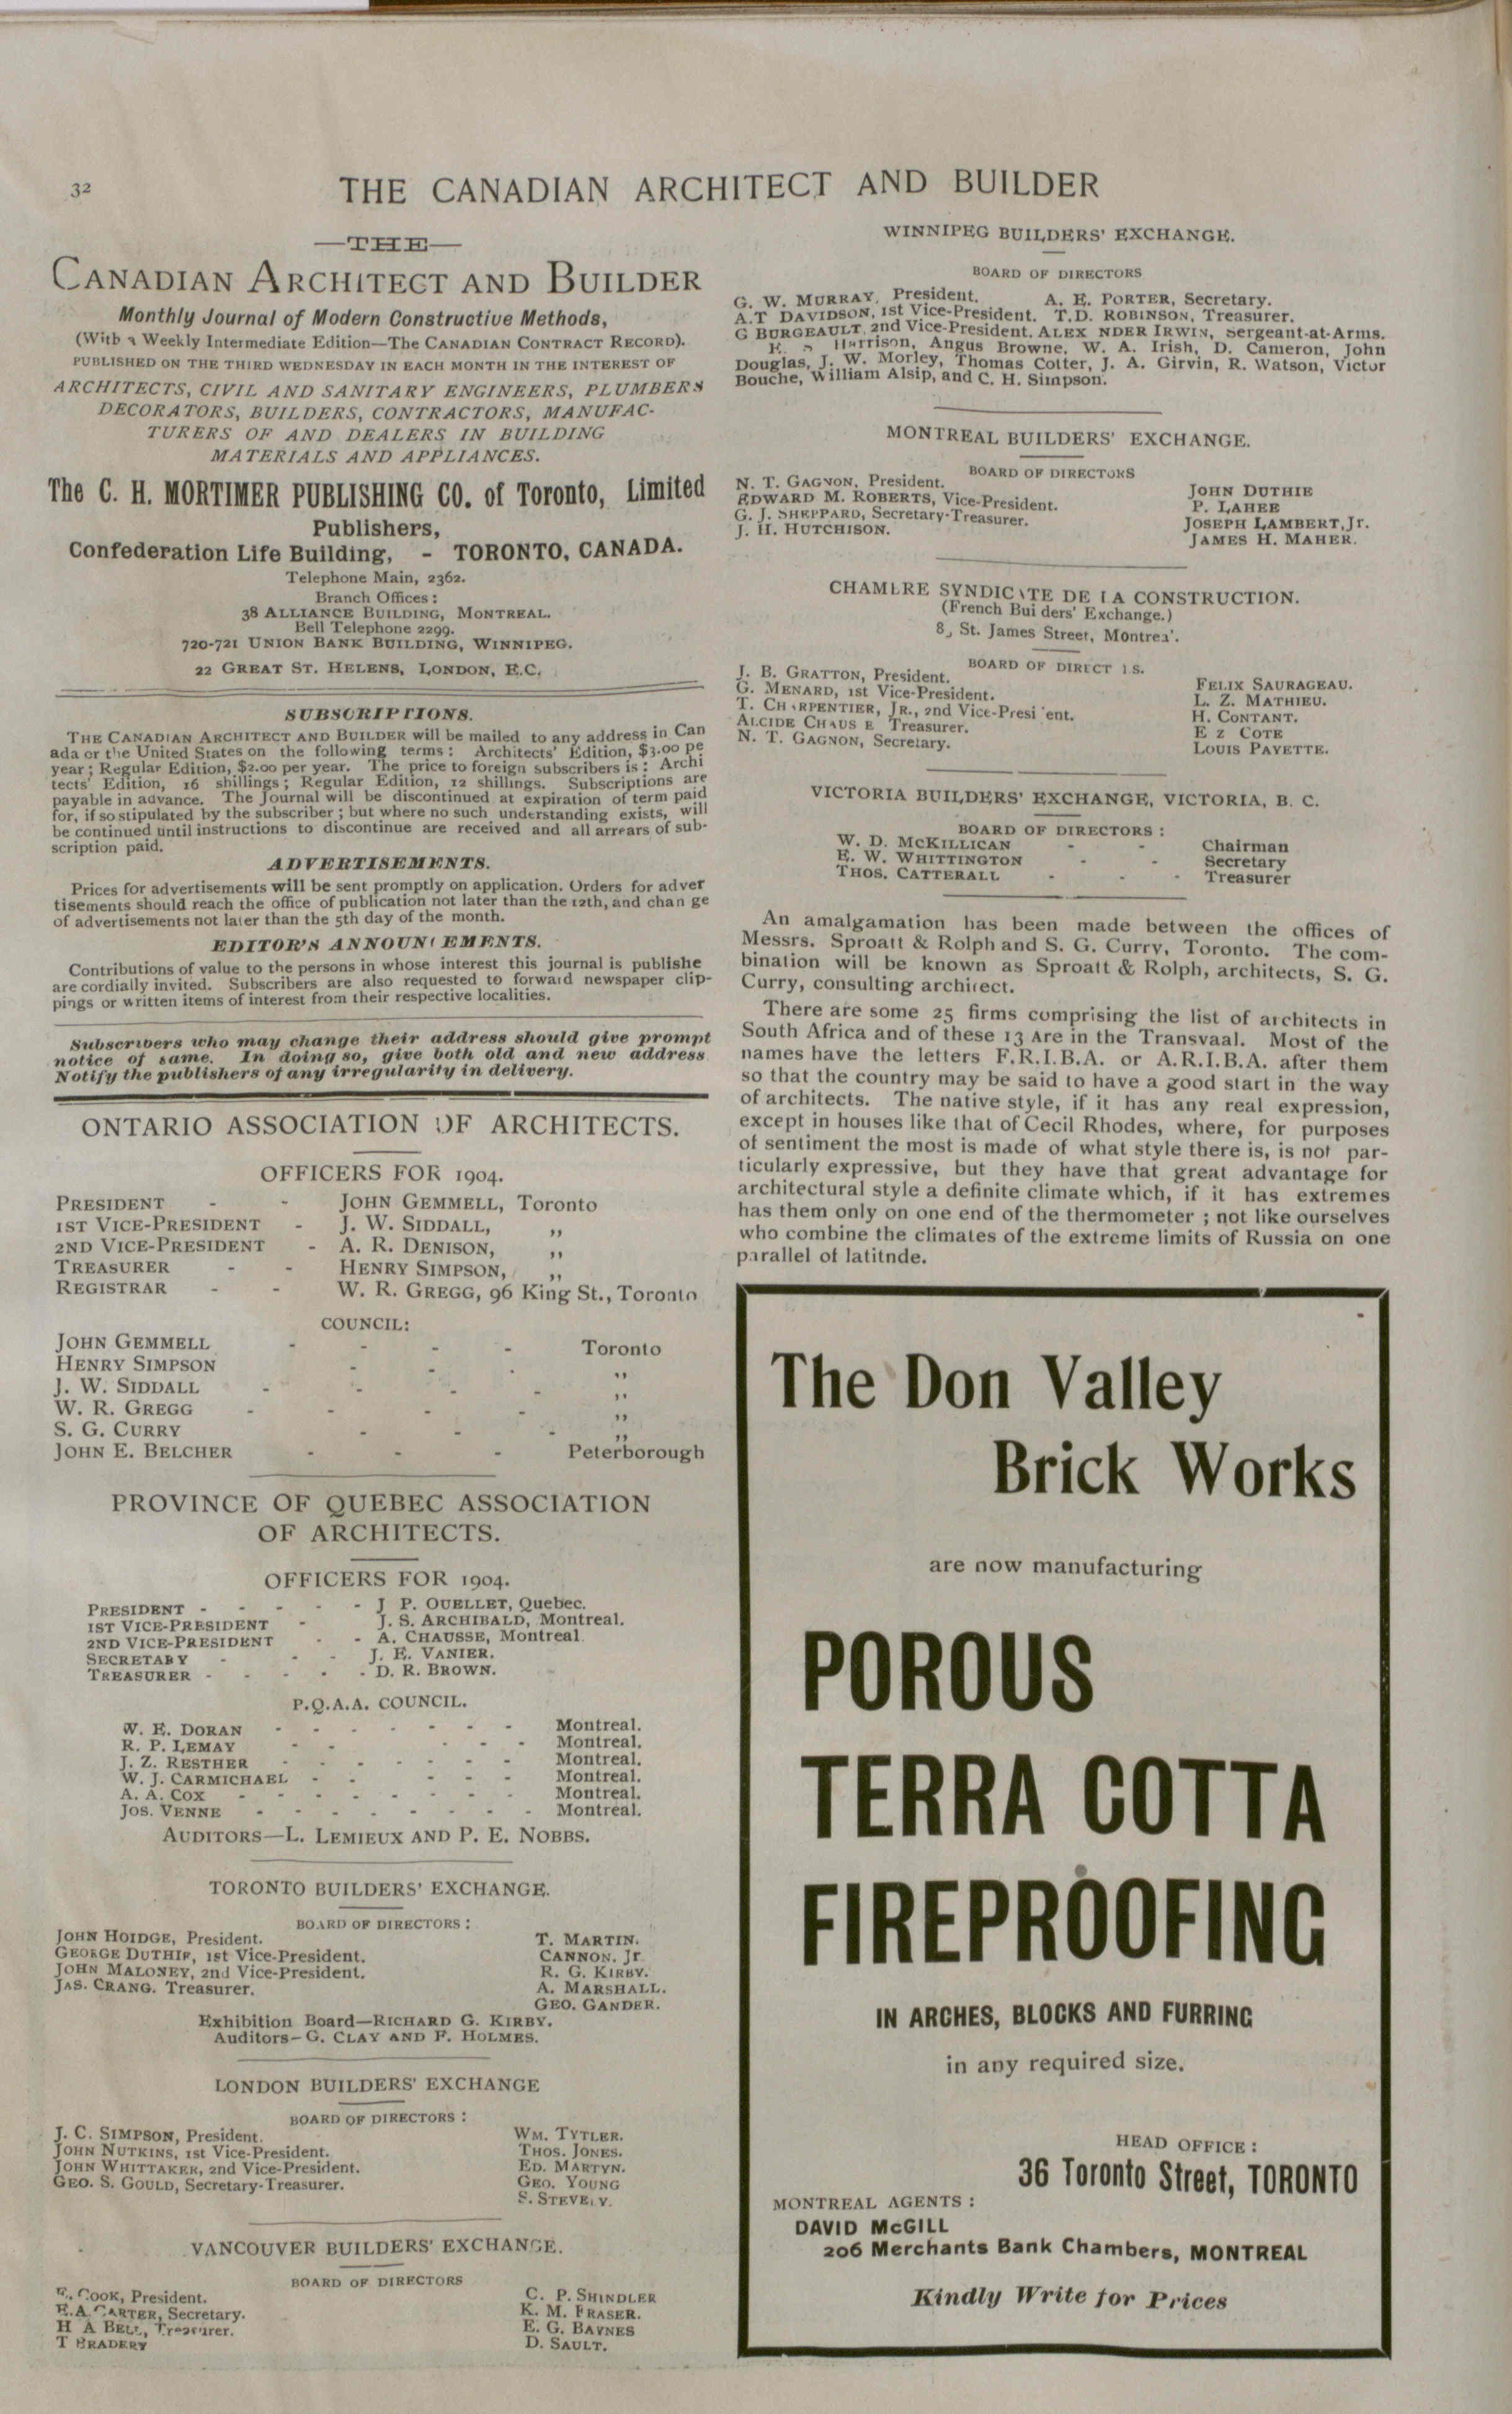 32
THE CANADIAN ARCHITECT AND BUILDER
—THE—
CANADIAN ARCHITECT AND BUILDER
Monthly Journal of Modern Constructive Methods,
(With a Weekly Intermediate Edition—The CANADIAN CONTRACT RECORD).
PUBLISHED ON THE THIRD WEDNESDAY IN EACH MONTH IN THE INTEREST OF
ARCHITECTS, CIVIL AND SANITARY ENGINEERS, PLUMBERS
DECORATORS, BUILDERS, CONTRACTORS, MANUFAC-
TURERS OF AND DEALERS IN BUILDING
MATERIALS AND APPLIANCES.
The C. H. MORTIMER PUBLISHING CO. of Toronto, Limited
Publishers,
Confederation Life Building, - TORONTO, CANADA.
Telephone Main, 2362.
Branch Offices:
38 ALLIANCE BUILDING, MONTREAL.
Bell Telephone 2299.
720-721 UNION BANK BUILDING, WINNIPEG.
22 GREAT ST. HELENS, LONDON, E.C.
SUBSCRIPTIONS.
THE CANADIAN ARCHITECT AND BUILDER will be mailed to any address in Can
ada or the United States on the following terms: Architects' Edition, $3.00 pe
year; Regular Edition, $2.00 per year. The price to foreign subscribers is: Archi
tects' Edition, 16 shillings; Regular Edition, 12 shillings. Subscriptions are
payable in advance. The Journal will be discontinued at expiration of term paid
for, if so stipulated by the subscriber; but where no such understanding exists, will
be continued until instructions to discontinue are received and all arrears of sub-
scription paid.
ADVERTISEMENTS.
Prices for advertisements will be sent promptly on application. Orders for adver
tisements should reach the office of publication not later than the 12th, and chan ge
of advertisements not later than the 5th day of the month.
EDITOR'S ANNOUNCEMENTS.
Contributions of value to the persons in whose interest this journal is publishe
are cordially invited. Subscribers are also requested to forward newspaper clip-
pings or written items of interest from their respective localities.
Subscribers who may change their address should give prompt
notice of same. In doing so, give both old and new address
Notify the publishers of any irregularity in delivery.
ONTARIO ASSOCIATION OF ARCHITECTS.
OFFICERS FOR 1904.
PRESIDENT - - JOHN GEMMELL, Toronto
1ST VICE-PRESIDENT - J. W. SIDDALL, ,,
2ND VICE-PRESIDENT - A. R. DENISON, ,,
TREASURER - - HENRY SIMPSON, ,,
REGISTRAR - - W. R. GREGG, 96 King St., Toronto
COUNCIL:
JOHN GEMMELL - - - - Toronto
HENRY SIMPSON - - - ,,
J. W. SIDDALL - - - - ,,
W. R. GREGG - - - - ,,
S. G. CURRY - - - ,,
JOHN E. BELCHER - - - Peterborough
PROVINCE OF QUEBEC ASSOCIATION
OF ARCHITECTS.
OFFICERS FOR 1904.
PRESIDENT - - - - - J P. OUELLET, Quebec.
1ST VICE-PRESIDENT - J. S. ARCHIBALD, Montreal.
2ND VICE-PRESIDENT - - A. CHAUSSE, Montreal.
SECRETARY - - - J. E. VANIER.
TREASURER - - - - - D. R. BROWN.
P.Q.A.A. COUNCIL.
W. E. DORAN - - - - - - - Montreal.
R. P. LEMAY - - - - - Montreal.
J. Z. RESTHER - - - - - - - Montreal.
W. J. CARMICHAEL - - - - - Montreal.
A. A. COX - - - - - - - - Montreal.
JOS. VENNE - - - - - - - - Montreal.
AUDITORS—L. LEMIEUX AND P. E. NOBBS.
TORONTO BUILDERS' EXCHANGE.
BOARD OF DIRECTORS:
JOHN HOIDGE, President.
GEORGE DUTHIE, 1st Vice-President.
JOHN MALONEY, 2nd Vice-President.
JAS. CRANG. Treasurer.
T. MARTIN.
CANNON. Jr
R. G. KIRBY.
A. MARSHALL.
GEO. GANDER.
Exhibition Board—RICHARD G. KIRBY.
Auditors—G. CLAY AND F. HOLMES.
LONDON BUILDERS' EXCHANGE
BOARD OF DIRECTORS:
J. C. SIMPSON, President.
JOHN NUTKINS, 1st Vice-President.
JOHN WHITTAKER, 2nd Vice-President.
GEO. S. GOULD, Secretary-Treasurer.
WM. TYTLER.
THOS. JONES.
ED. MARTYN.
GEO. YOUNG
S.
VANCOUVER BUILDERS' EXCHANGE.
BOARD OF DIRECTORS
COOK, President.
E.A. CARTER, Secretary.
H A BELL, Treasurer.
T BRADERY
C. P. SHINDLER
K. M. FRASER.
E. G. BAYNES
D. SAULT.
WINNIPEG BUILDERS' EXCHANGE.
BOARD OF DIRECTORS
G. W. MURRAY, President. A. E. PORTER, Secretary.
A.T DAVIDSON, 1st Vice-President. T.D. ROBINSON, Treasurer.
G BURGEAULT, 2nd Vice-President. ALEX NDER IRWIN, Sergeant-at-Arms.
Harrison, Angus Browne, W. A. Irish, D. Cameron, John
Douglas, J. W. Morley, Thomas Cotter, J. A. Girvin, R. Watson, Victor
Bouche, William Alsip, and C. H. Simpson.
MONTREAL BUILDERS' EXCHANGE.
BOARD OF DIRECTORS
N. T. GAGNON, President.
EDWARD M. ROBERTS, Vice-President.
G. J. SHEPPARD, Secretary-Treasurer.
J. H. HUTCHISON.
JOHN DUTHIE
P. LAHEE
JOSEPH LAMBERT, Jr.
JAMES H. MAHER.
CHAMBRE SYNDICATE DE LA CONSTRUCTION.
(French Bui ders' Exchange.)
St. James Street, Montreal.
BOARD OF DIRECT
J. B. GRATTON, President.
G. MENARD, 1st Vice-President.
T. CHARPENTIER, JR., 2nd Vice-Presi ent.
ALCIDE CHAUS E Treasurer.
N. T. GAGNON, Secretary.
FELIX SAURAGEAU.
L. Z. MATHIEU.
H. CONTANT.
E Z COTE
LOUIS PAYETTE.
VICTORIA BUILDERS' EXCHANGE, VICTORIA, B. C.
BOARD OF DIRECTORS:
W. D. MCKILLICAN - - Chairman
E. W. WHITTINGTON - - Secretary
THOS. CATTERALL - - - Treasurer
An amalgamation has been made between the offices of
Messrs. Sproatt & Rolph and S. G. Curry, Toronto. The com-
bination will be known as Sproatt & Rolph, architects, S. G.
Curry, consulting architect.
There are some 25 firms comprising the list of architects in
South Africa and of these 13 are in the Transvaal. Most of the
names have the letters F.R.I.B.A. or A.R.I.B.A. after them
so that the country may be said to have a good start in the way
of architects. The native style, if it has any real expression,
except in houses like that of Cecil Rhodes, where, for purposes
of sentiment the most is made of what style there is, is not par-
ticularly expressive, but they have that great advantage for
architectural style a definite climate which, if it has extremes
has them only on one end of the thermometer; not like ourselves
who combine the climates of the extreme limits of Russia on one
parallel of latitnde.
The Don Valley
Brick Works
are now manufacturing
POROUS
TERRA COTTA
FIREPROOFING
IN ARCHES, BLOCKS AND FURRING
in any required size.
HEAD OFFICE:
36 Toronto Street, TORONTO
MONTREAL AGENTS:
DAVID McGILL
206 Merchants Bank Chambers, MONTREAL
Kindly Write for Prices